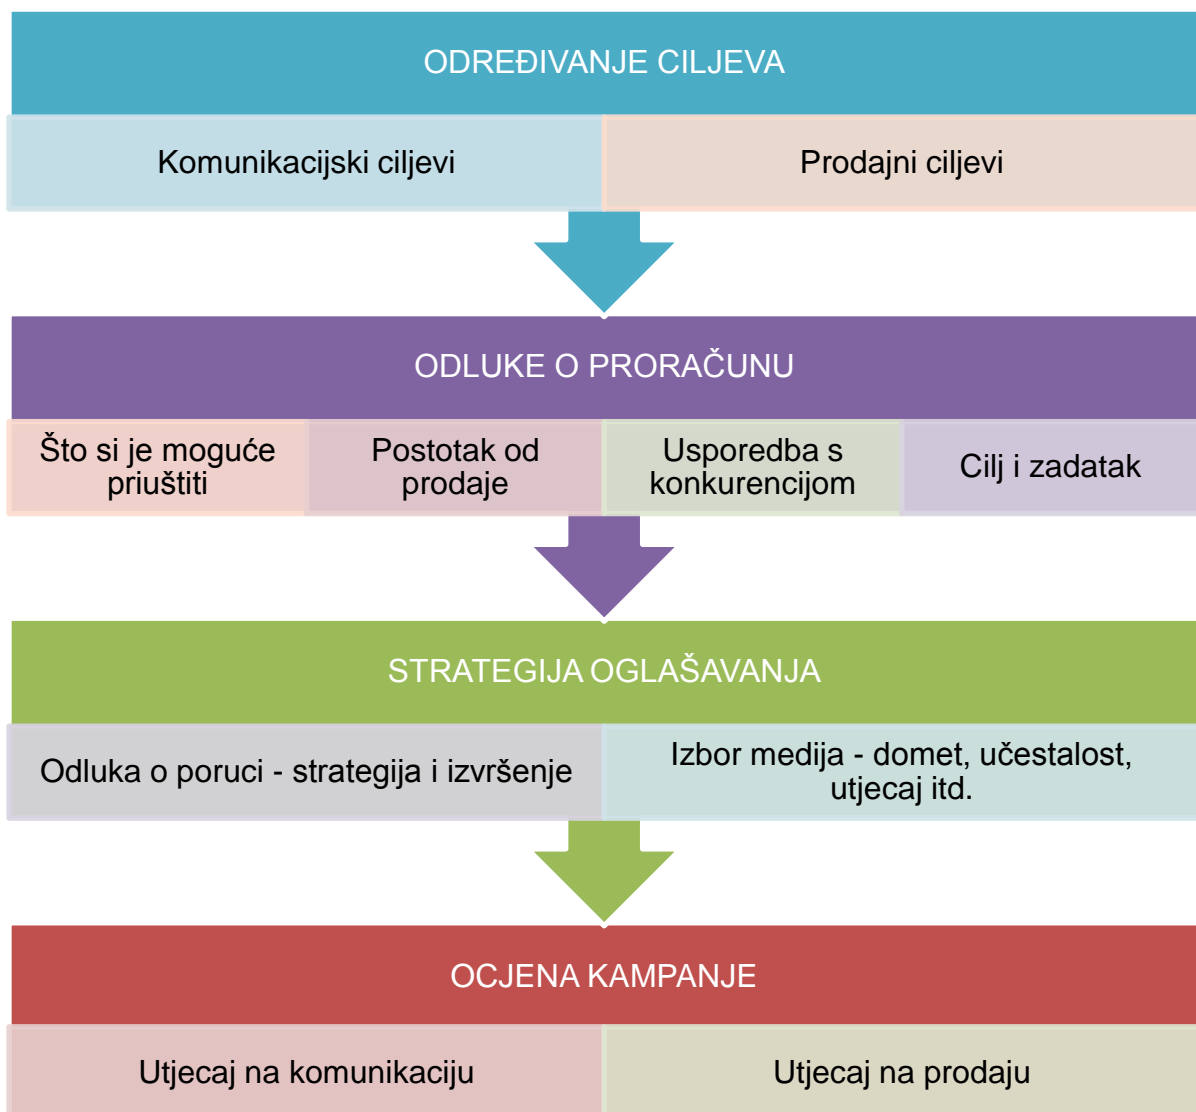 ODREĐIVANJE CILJEVA
Komunikacijski ciljevi
Prodajni ciljevi
ODLUKE O PRORAČUNU
Što si je moguće
priuštiti
Postotak od
prodaje
Usporedba s
konkurencijom
Cilj i zadatak
STRATEGIJA OGLAŠAVANJA
Odluka o poruci - strategija i izvršenje
Izbor medija - domet, učestalost,
utjecaj itd.
OCJENA KAMPANJE
Utjecaj na komunikaciju
Utjecaj na prodaju